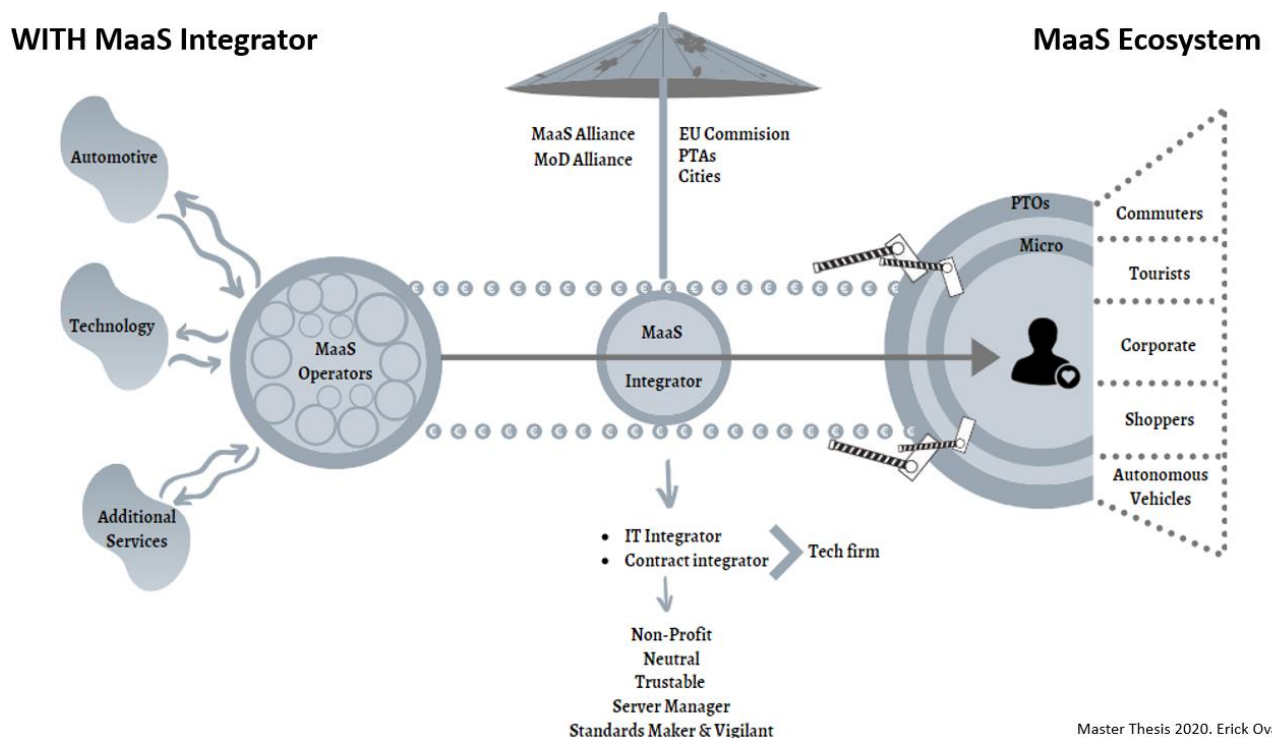 WITH MaaS Integrator
MaaS Ecosystem
MaaS Alliance
MoD Alliance
EU Commision
PTAs
Cities
Automotive
Technology
Additional
Services
MaaS
Operators
MaaS
Integrator
PTOs
Micro
Commuters
Tourists
Corporate
Shoppers
Autonomous
Vehicles
• IT Integrator
• Contract integrator
Tech firm
Non-Profit
Neutral
Trustable
Server Manager
Standards Maker & Vigilant
Master Thesis 2020. Erick